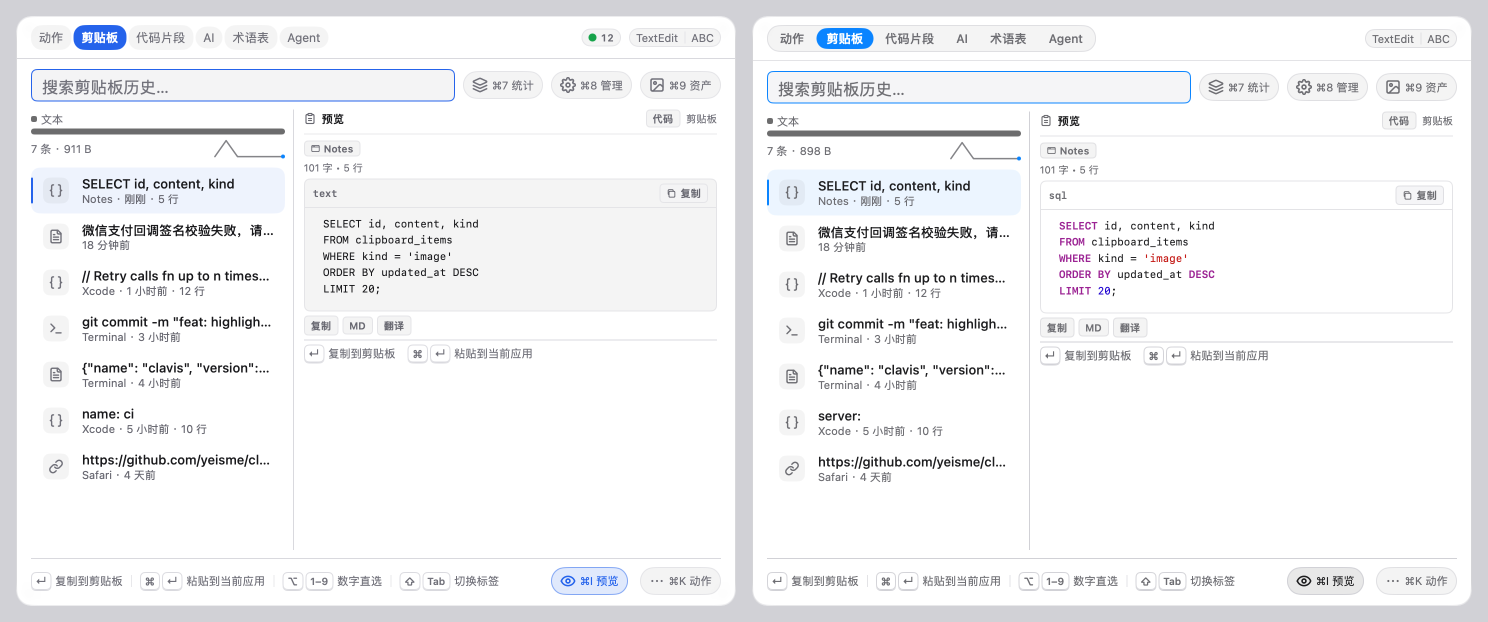 动作 剪贴板 代码片段 AI 术语表 Agent 12 TextEdit ABC
搜索剪贴板历史... ⌘7 统计 ⌘8 管理 ⌘9 资产
文本
7 条 · 911 B
SELECT id, content, kind
Notes · 刚刚 · 5 行
微信支付回调签名校验失败，请...
18 分钟前
// Retry calls fn up to n times...
Xcode · 1 小时前 · 12 行
git commit -m "feat: highligh...
Terminal · 3 小时前
{"name": "clavis", "version":...
Terminal · 4 小时前
name: ci
Xcode · 5 小时前 · 10 行
https://github.com/yeisme/cl...
Safari · 4 天前
预览 代码 剪贴板
Notes
101 字 • 5 行
text 复制
SELECT id, content, kind
FROM clipboard_items
WHERE kind = 'image'
ORDER BY updated_at DESC
LIMIT 20;
复制 MD 翻译
↵ 复制到剪贴板 ⌘ ↵ 粘贴到当前应用
↵ 复制到剪贴板 ⌘ ↵ 粘贴到当前应用 ⌥ 1–9 数字直选 ⇧ Tab 切换标签 ⌘I 预览 ··· ⌘K 动作
动作 剪贴板 代码片段 AI 术语表 Agent TextEdit ABC
搜索剪贴板历史... ⌘7 统计 ⌘8 管理 ⌘9 资产
文本
7 条 · 898 B
SELECT id, content, kind
Notes · 刚刚 · 5 行
微信支付回调签名校验失败，请...
18 分钟前
// Retry calls fn up to n times...
Xcode · 1 小时前 · 12 行
git commit -m "feat: highligh...
Terminal · 3 小时前
{"name": "clavis", "version":...
Terminal · 4 小时前
server:
Xcode · 5 小时前 · 10 行
https://github.com/yeisme/cl...
Safari · 4 天前
预览 代码 剪贴板
Notes
101 字 • 5 行
sql 复制
SELECT id, content, kind
FROM clipboard_items
WHERE kind = 'image'
ORDER BY updated_at DESC
LIMIT 20;
复制 MD 翻译
↵ 复制到剪贴板 ⌘ ↵ 粘贴到当前应用
↵ 复制到剪贴板 ⌘ ↵ 粘贴到当前应用 ⌥ 1–9 数字直选 ⇧ Tab 切换标签 ⌘I 预览 ··· ⌘K 动作